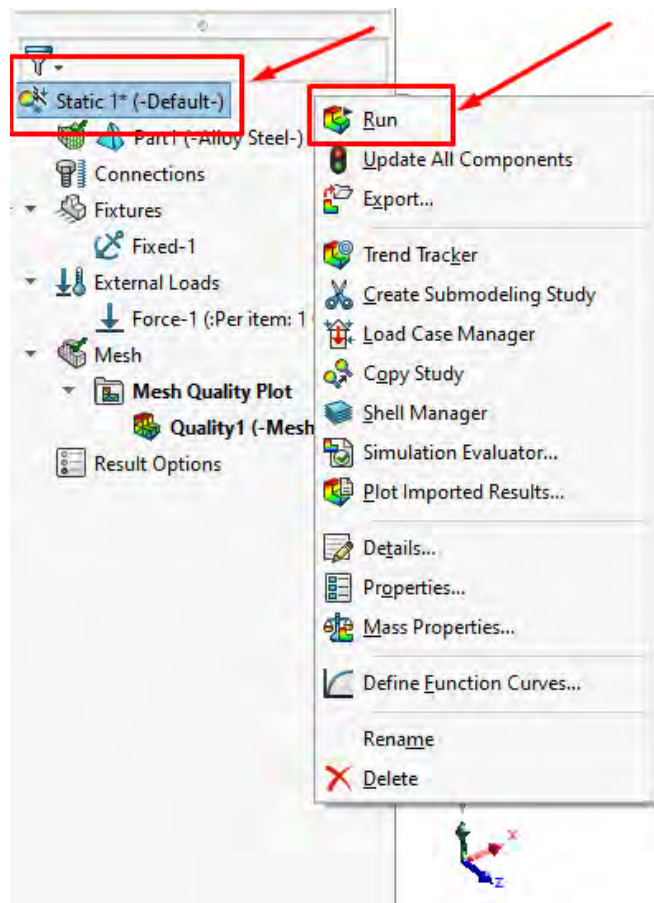 Static 1* (-Default-)
Part1 (-Alloy Steel-)
Connections
Fixtures
Fixed-1
External Loads
Force-1 (:Per item: 1
Mesh
Mesh Quality Plot
Quality1 (-Mesh
Result Options
Run
Update All Components
Export...
Trend Tracker
Create Submodeling Study
Load Case Manager
Copy Study
Shell Manager
Simulation Evaluator...
Plot Imported Results...
Details...
Properties...
Mass Properties...
Define Function Curves...
Rename
Delete
x
z